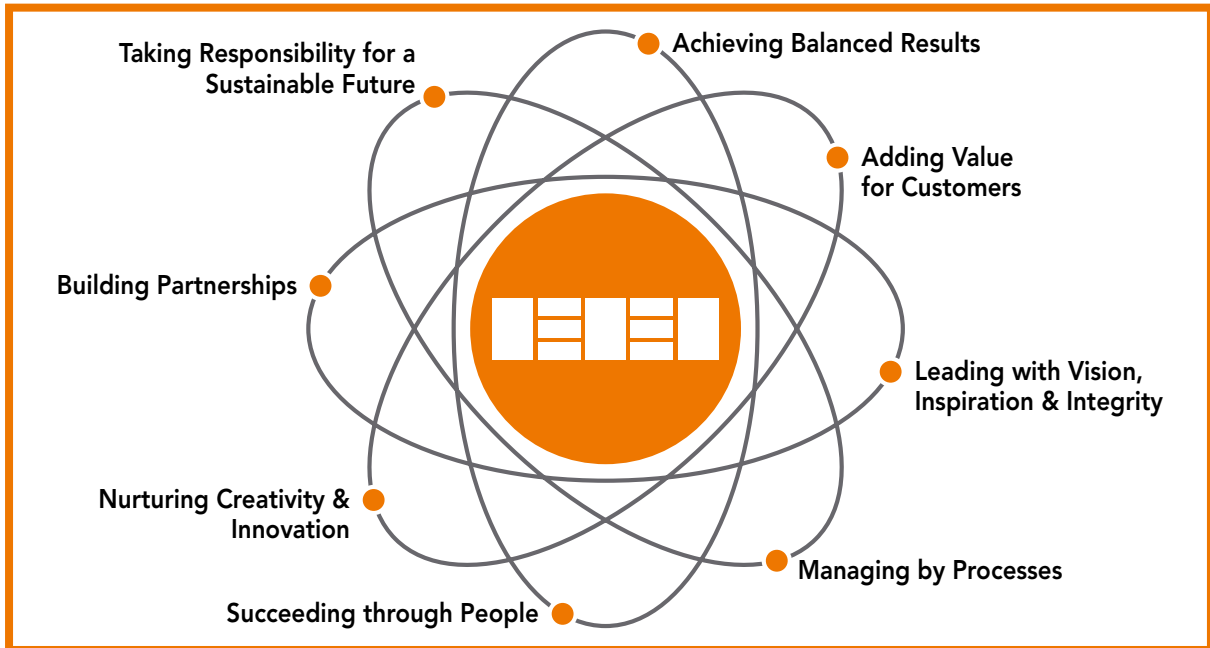 Achieving Balanced Results
Taking Responsibility for a
Sustainable Future
Adding Value
for Customers
Building Partnerships
Leading with Vision,
Inspiration & Integrity
Nurturing Creativity &
Innovation
Managing by Processes
Succeeding through People